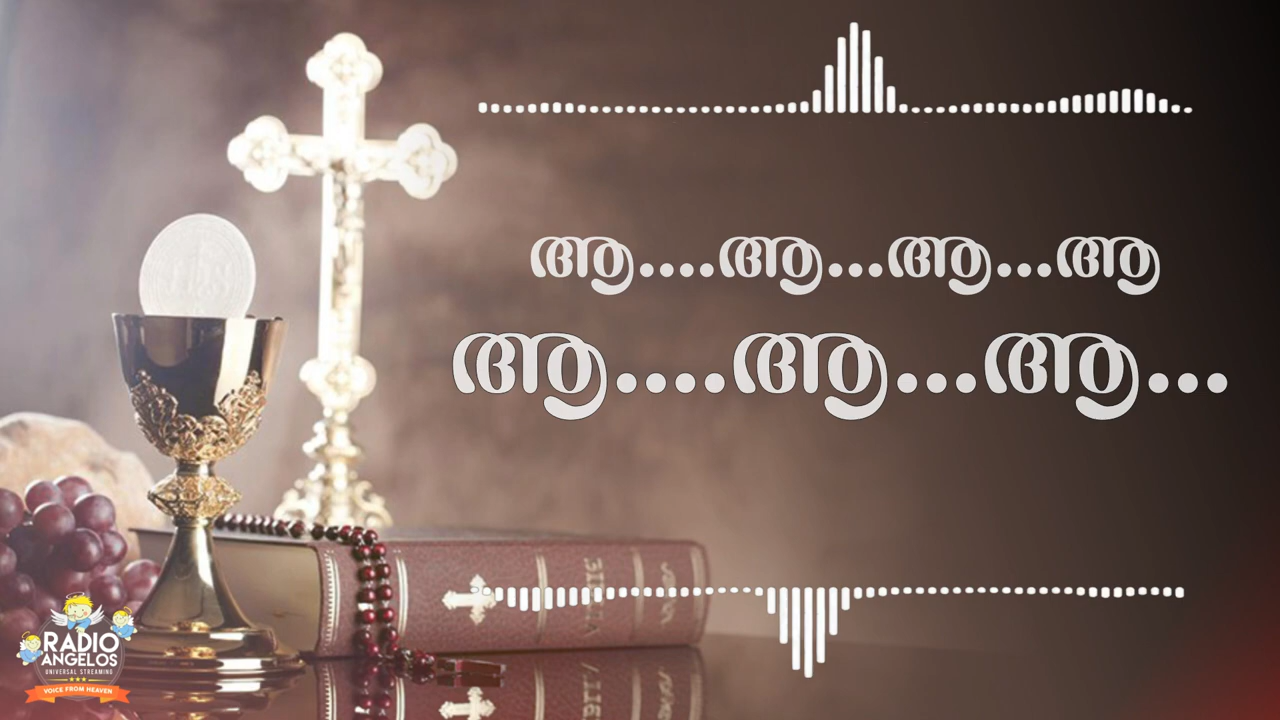 ആ....ആ...ആ...ആ
ആ....ആ...ആ...
RADIO
ANGELOS
UNIVERSAL STREAMING
VOICE FROM HEAVEN